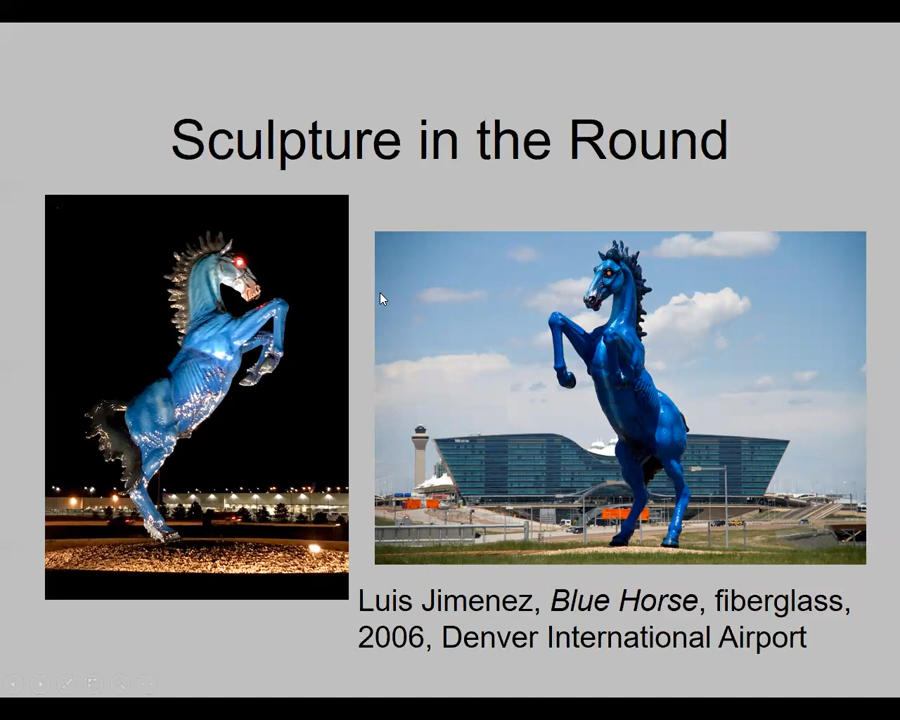 Sculpture in the Round
Luis Jimenez, Blue Horse, fiberglass,
2006, Denver International Airport